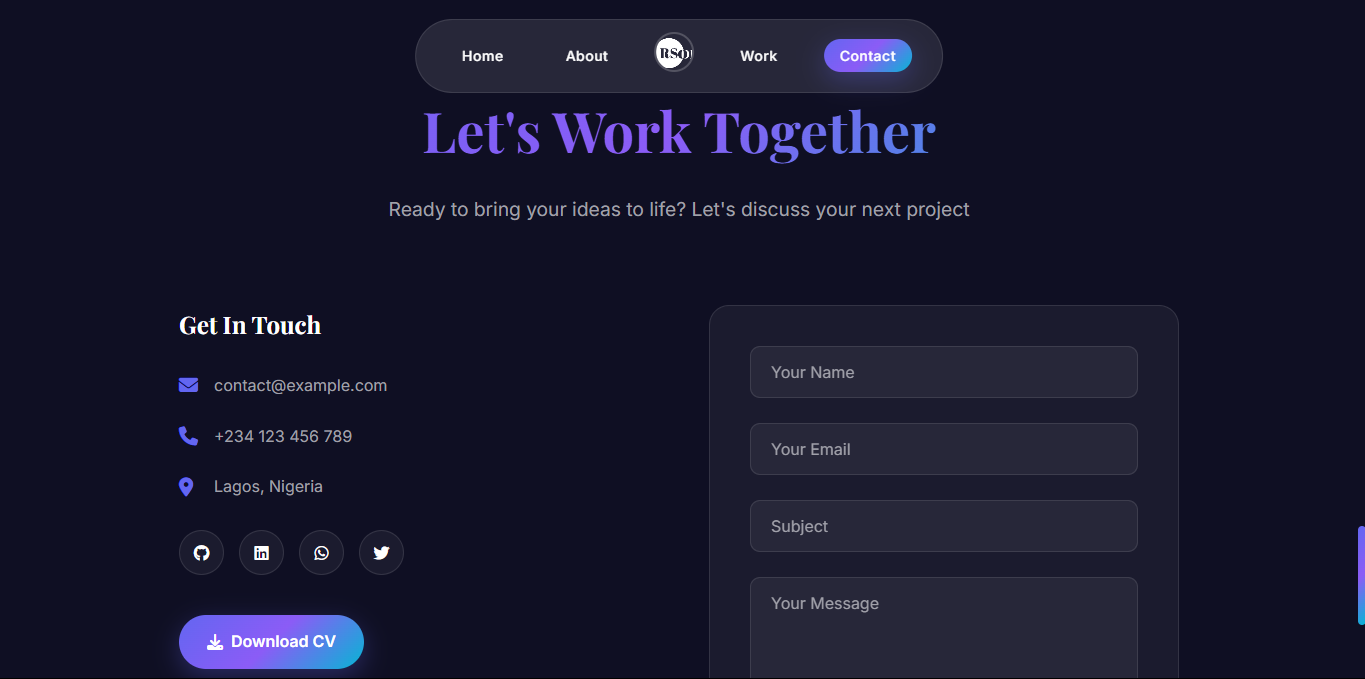 Home About RSO Work Contact
Let's Work Together
Ready to bring your ideas to life? Let's discuss your next project
Get In Touch
contact@example.com
+234 123 456 789
Lagos, Nigeria
Download CV
Your Name
Your Email
Subject
Your Message